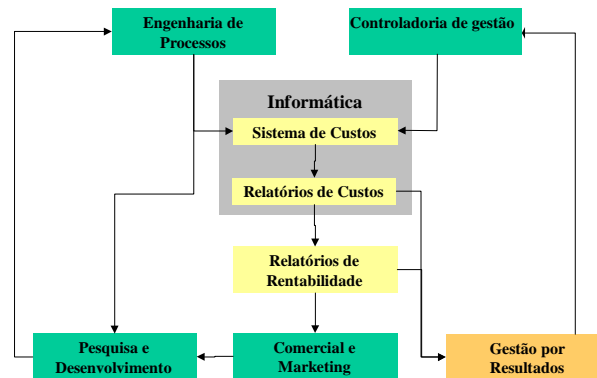 Engenharia de
Processos
Controladoria de gestão
Informática
Sistema de Custos
Relatórios de Custos
Relatórios de
Rentabilidade
Pesquisa e
Desenvolvimento
Comercial e
Marketing
Gestão por
Resultados